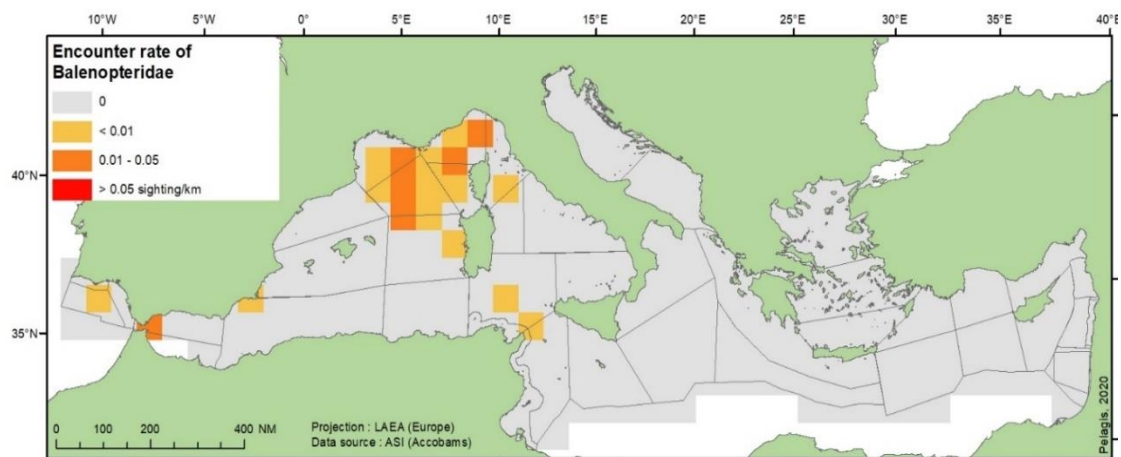 10°W 5°W 0° 5°E 10°E 15°E 20°E 25°E 30°E 35°E 40°E
Encounter rate of
Balenopteridae
0
< 0.01
0.01 - 0.05
> 0.05 sighting/km
40°N
35°N
0 100 200 400 NM
Projection : LAEA (Europe)
Data source : ASI (Accobams)
Pelagis, 2020